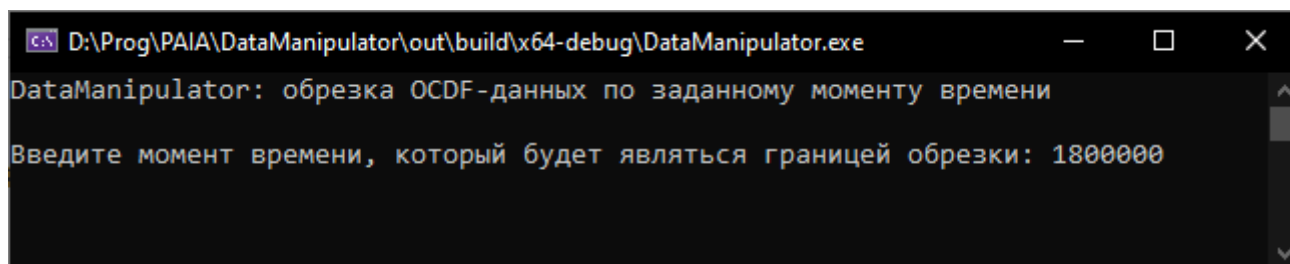 D:\Prog\PAIA\DataManipulator\out\build\x64-debug\DataManipulator.exe
DataManipulator: обрезка OCDF-данных по заданному моменту времени
Введите момент времени, который будет являться границей обрезки: 1800000